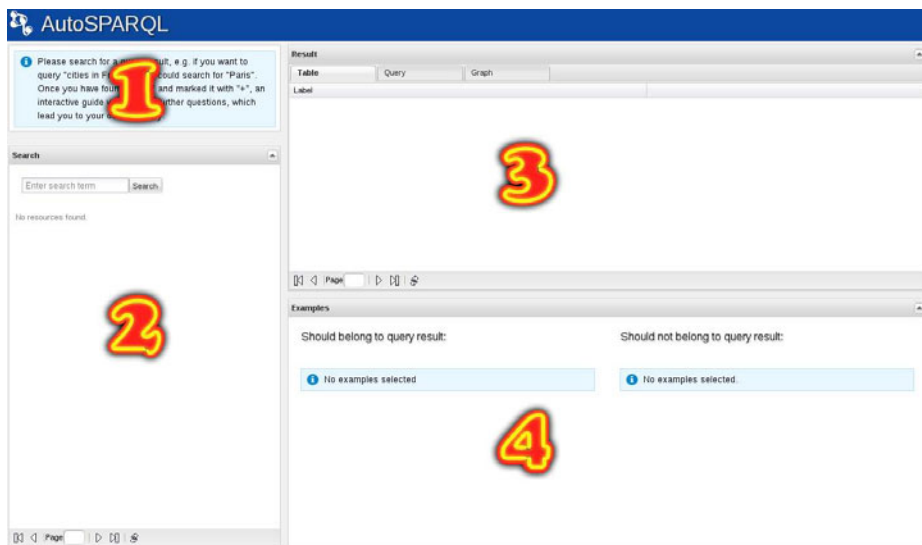 AutoSPARQL
Please search for a ult, e.g. if you want to
query "cities in Fr ould search for "Paris".
Once you have foun and marked it with "+", an
interactive guide rther questions, which
lead you to your
1
Search
Enter search term Search
No resources found.
2
Page
Result
Table Query Graph
Label
3
Page
Examples
Should belong to query result: Should not belong to query result:
No examples selected No examples selected.
4